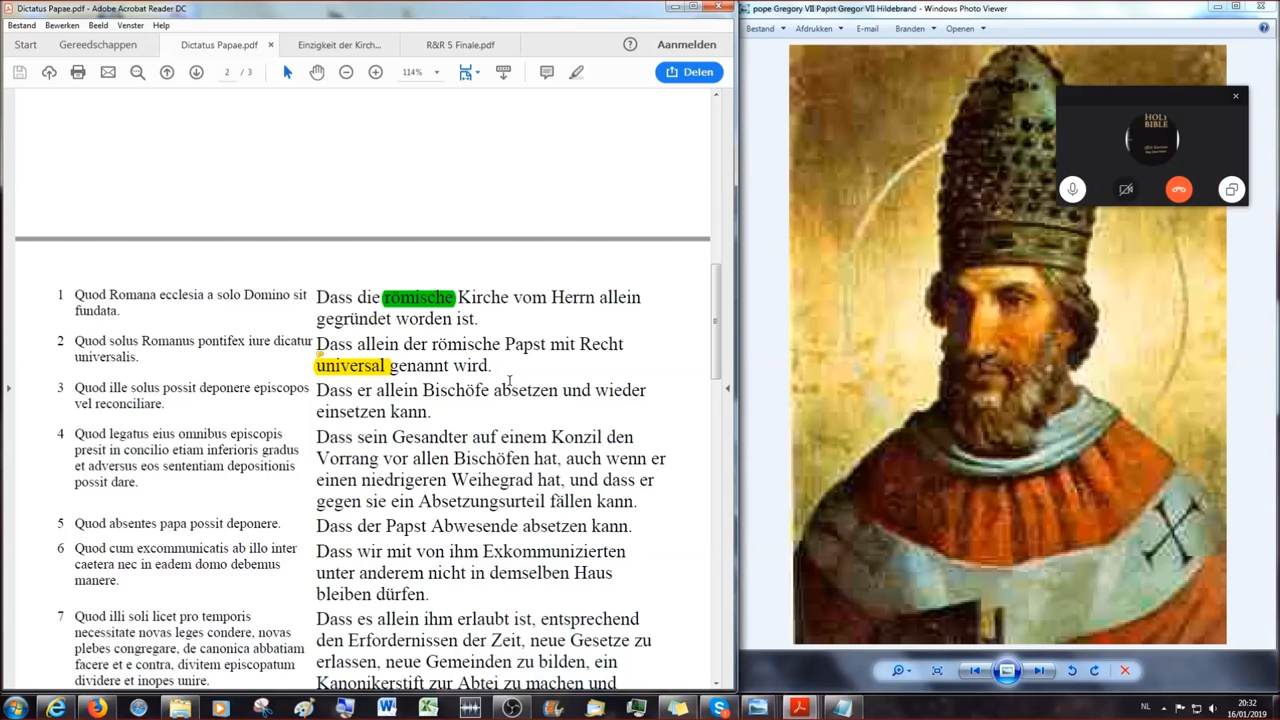 Dictatus Papae.pdf - Adobe Acrobat Reader DC
Bestand Bewerken Beeld Venster Help
Start Gereedschappen Dictatus Papae.pdf × Einzigkeit der Kirch... R&R 5 Finale.pdf Aanmelden
2 / 3 114% Delen
1 Quod Romana ecclesia a solo Domino sit
fundata.
Dass die römische Kirche vom Herrn allein
gegründet worden ist.
2 Quod solus Romanus pontifex iure dicatur
universalis.
Dass allein der römische Papst mit Recht
universal genannt wird.
3 Quod ille solus possit deponere episcopos
vel reconciliare.
Dass er allein Bischöfe absetzen und wieder
einsetzen kann.
4 Quod legatus eius omnibus episcopis
presit in concilio etiam inferioris gradus
et adversus eos sententiam depositionis
possit dare.
Dass sein Gesandter auf einem Konzil den
Vorrang vor allen Bischöfen hat, auch wenn er
einen niedrigeren Weihegrad hat, und dass er
gegen sie ein Absetzungsurteil fällen kann.
5 Quod absentes papa possit deponere.
Dass der Papst Abwesende absetzen kann.
6 Quod cum excommunicatis ab illo inter
caetera nec in eadem domo debemus
manere.
Dass wir mit von ihm Exkommunizierten
unter anderem nicht in demselben Haus
bleiben dürfen.
7 Quod illi soli licet pro temporis
necessitate novas leges condere, novas
plebes congregare, de canonica abbatiam
facere et e contra, divitem episcopatum
dividere et inopes unire.
Dass es allein ihm erlaubt ist, entsprechend
den Erfordernissen der Zeit, neue Gesetze zu
erlassen, neue Gemeinden zu bilden, ein
Kanonikerstift zur Abtei zu machen und
pope Gregory VII Papst Gregor VII Hildebrand - Windows Photo Viewer
Bestand Afdrukken E-mail Branden Openen
HOLY
BIBLE
NL 20:32
16/01/2019